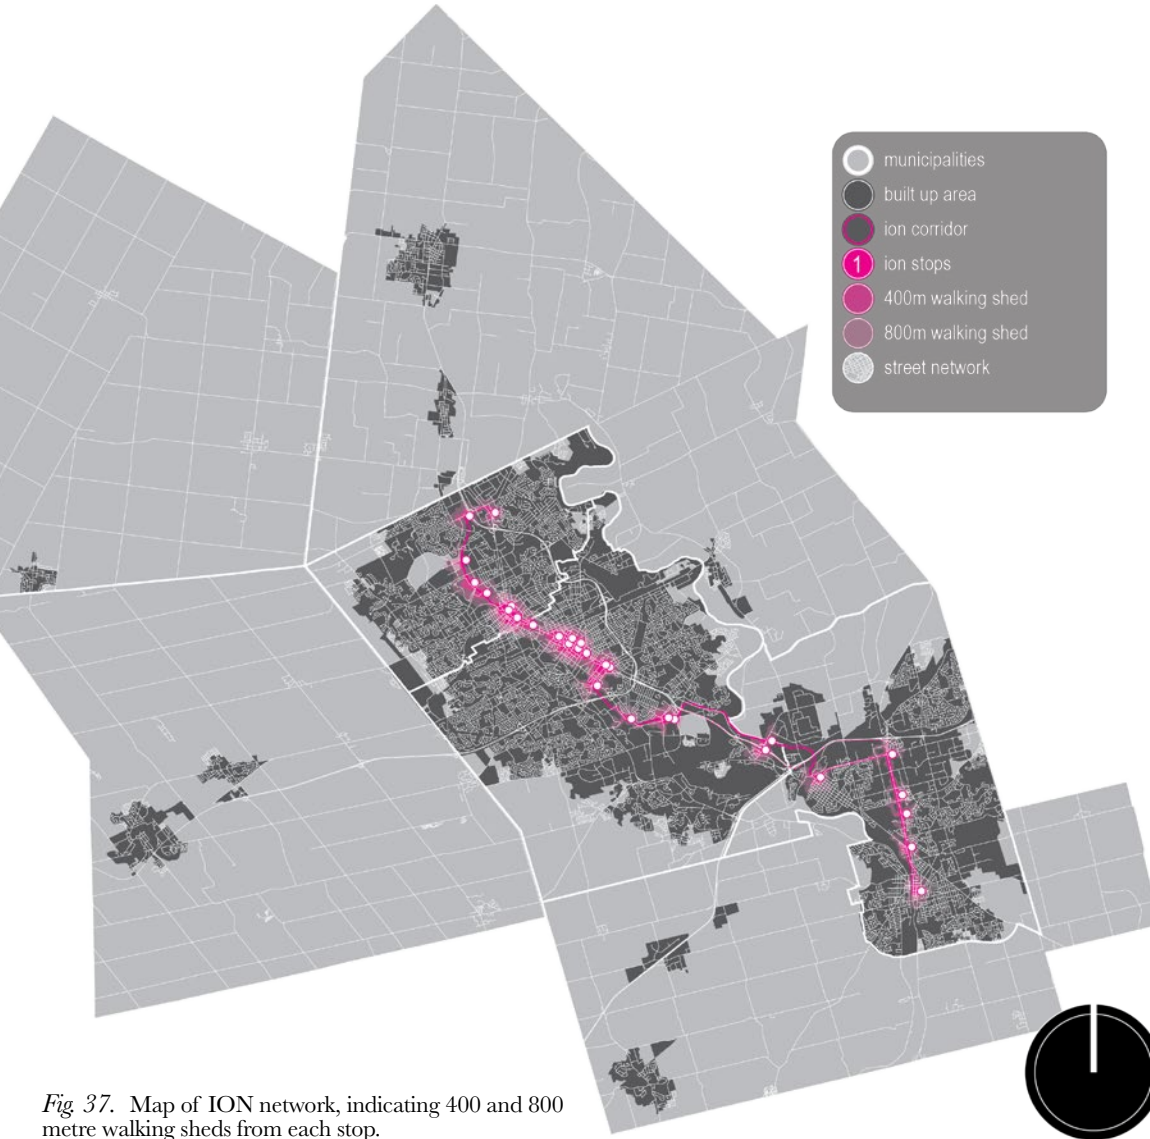 municipalities
built up area
ion corridor
1 ion stops
400m walking shed
800m walking shed
street network
Fig. 37. Map of ION network, indicating 400 and 800
metre walking sheds from each stop.